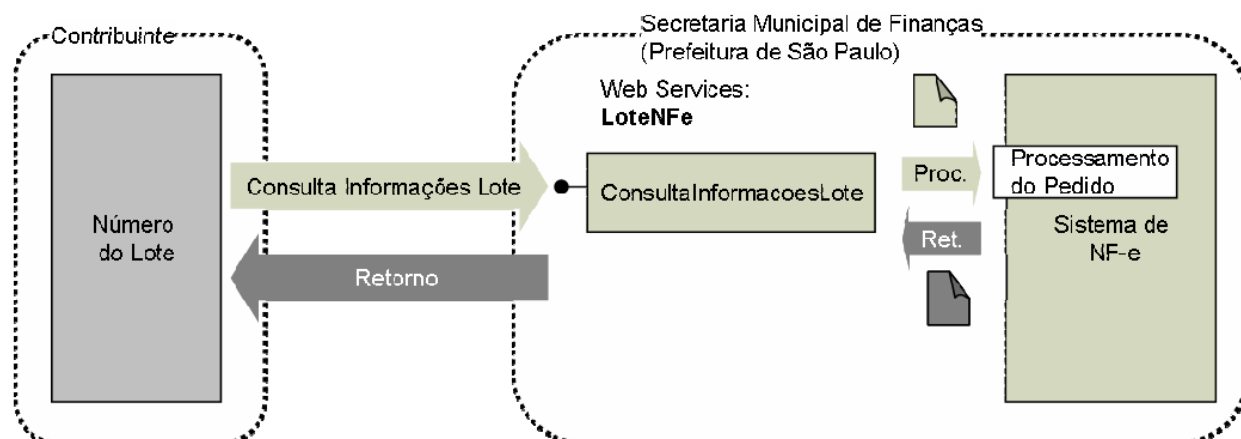 Contribuinte
Secretaria Municipal de Finanças
(Prefeitura de São Paulo)
Web Services:
LoteNFe
Consulta Informações Lote
ConsultaInformacoesLote
Proc.
Processamento
do Pedido
Número
do Lote
Retorno
Ret.
Sistema de
NF-e